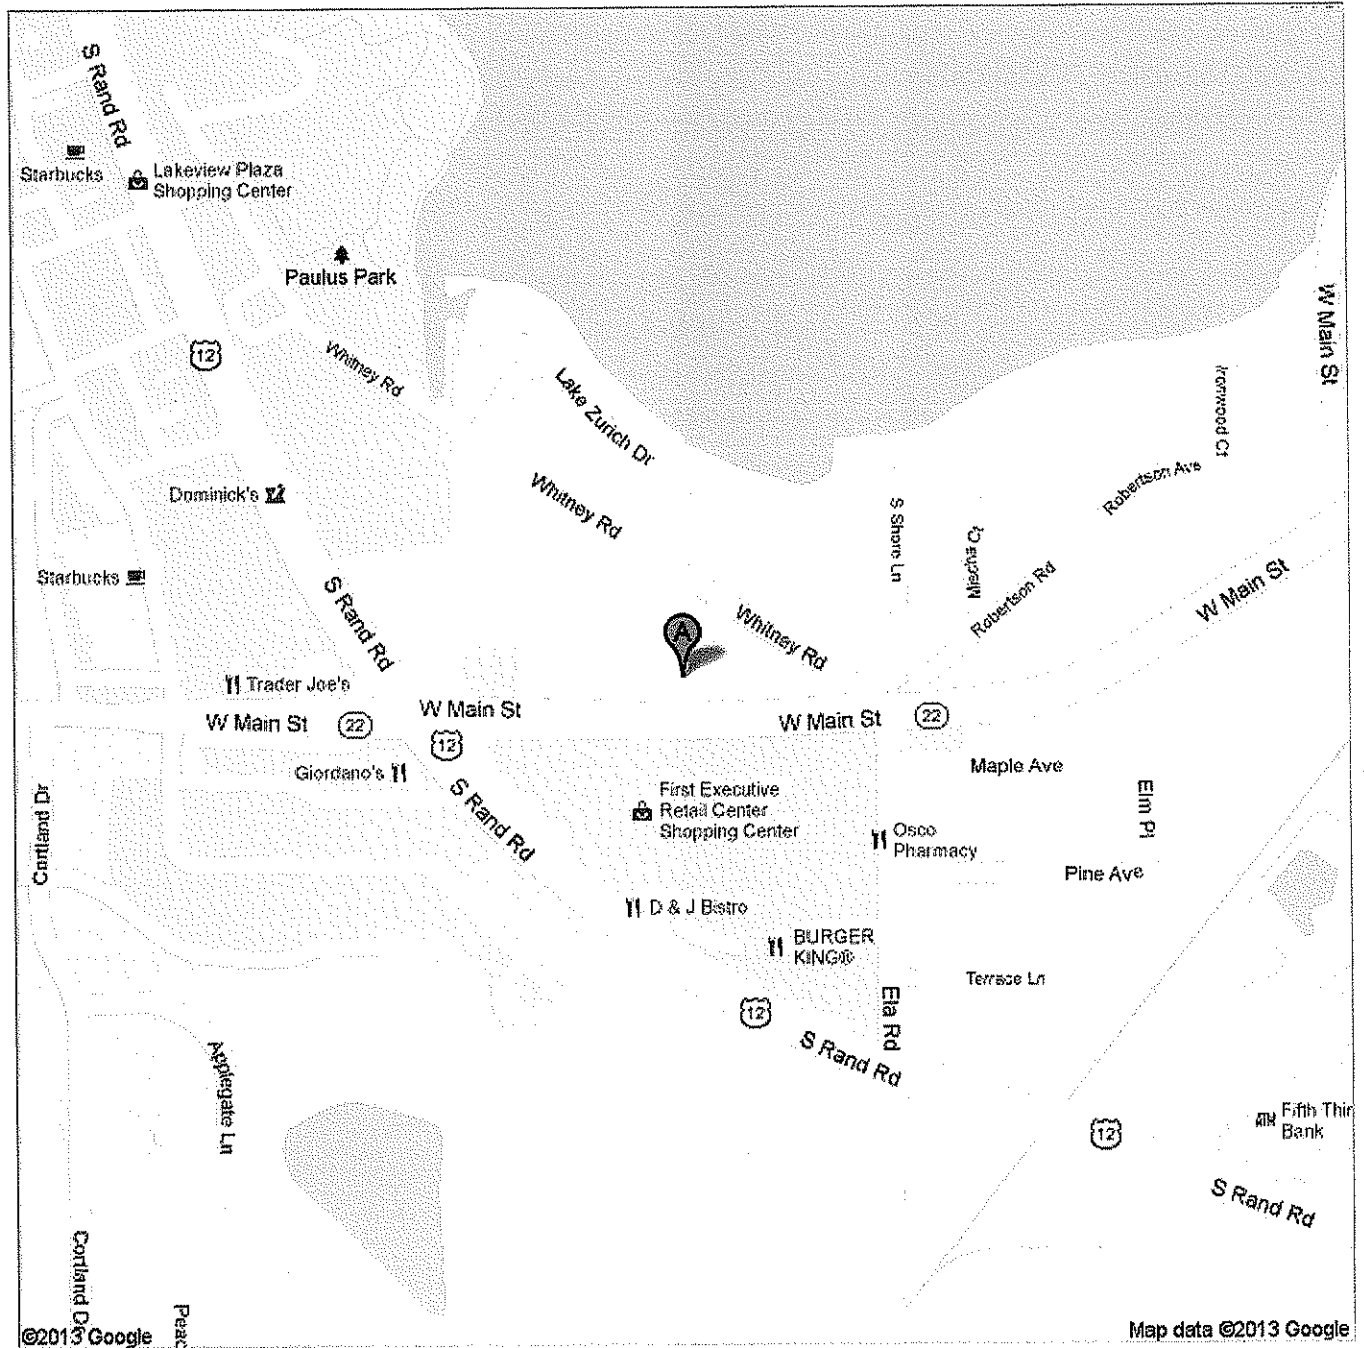 S Rand Rd
Starbucks
Lakeview Plaza
Shopping Center
Paulus Park
W Main St
12
Whitney Rd
Lake Zurich Dr
Ironwood Ct
Robertson Ave
Dominick's
Whitney Rd
S Shore Ln
Mischa Ct
Starbucks
S Rand Rd
Robertson Rd
W Main St
A
Whitney Rd
Trader Joe's
W Main St
22
W Main St
W Main St
22
12
Giordano's
Maple Ave
S Rand Rd
First Executive
Retail Center
Shopping Center
Elm Pl
Cortland Dr
Osco
Pharmacy
Pine Ave
D & J Bistro
BURGER
KING®
Terrace Ln
Ela Rd
12
S Rand Rd
Applegate Ln
12
Fifth Thir
Bank
S Rand Rd
Cortland D
Peac
©2013 Google
Map data ©2013 Google